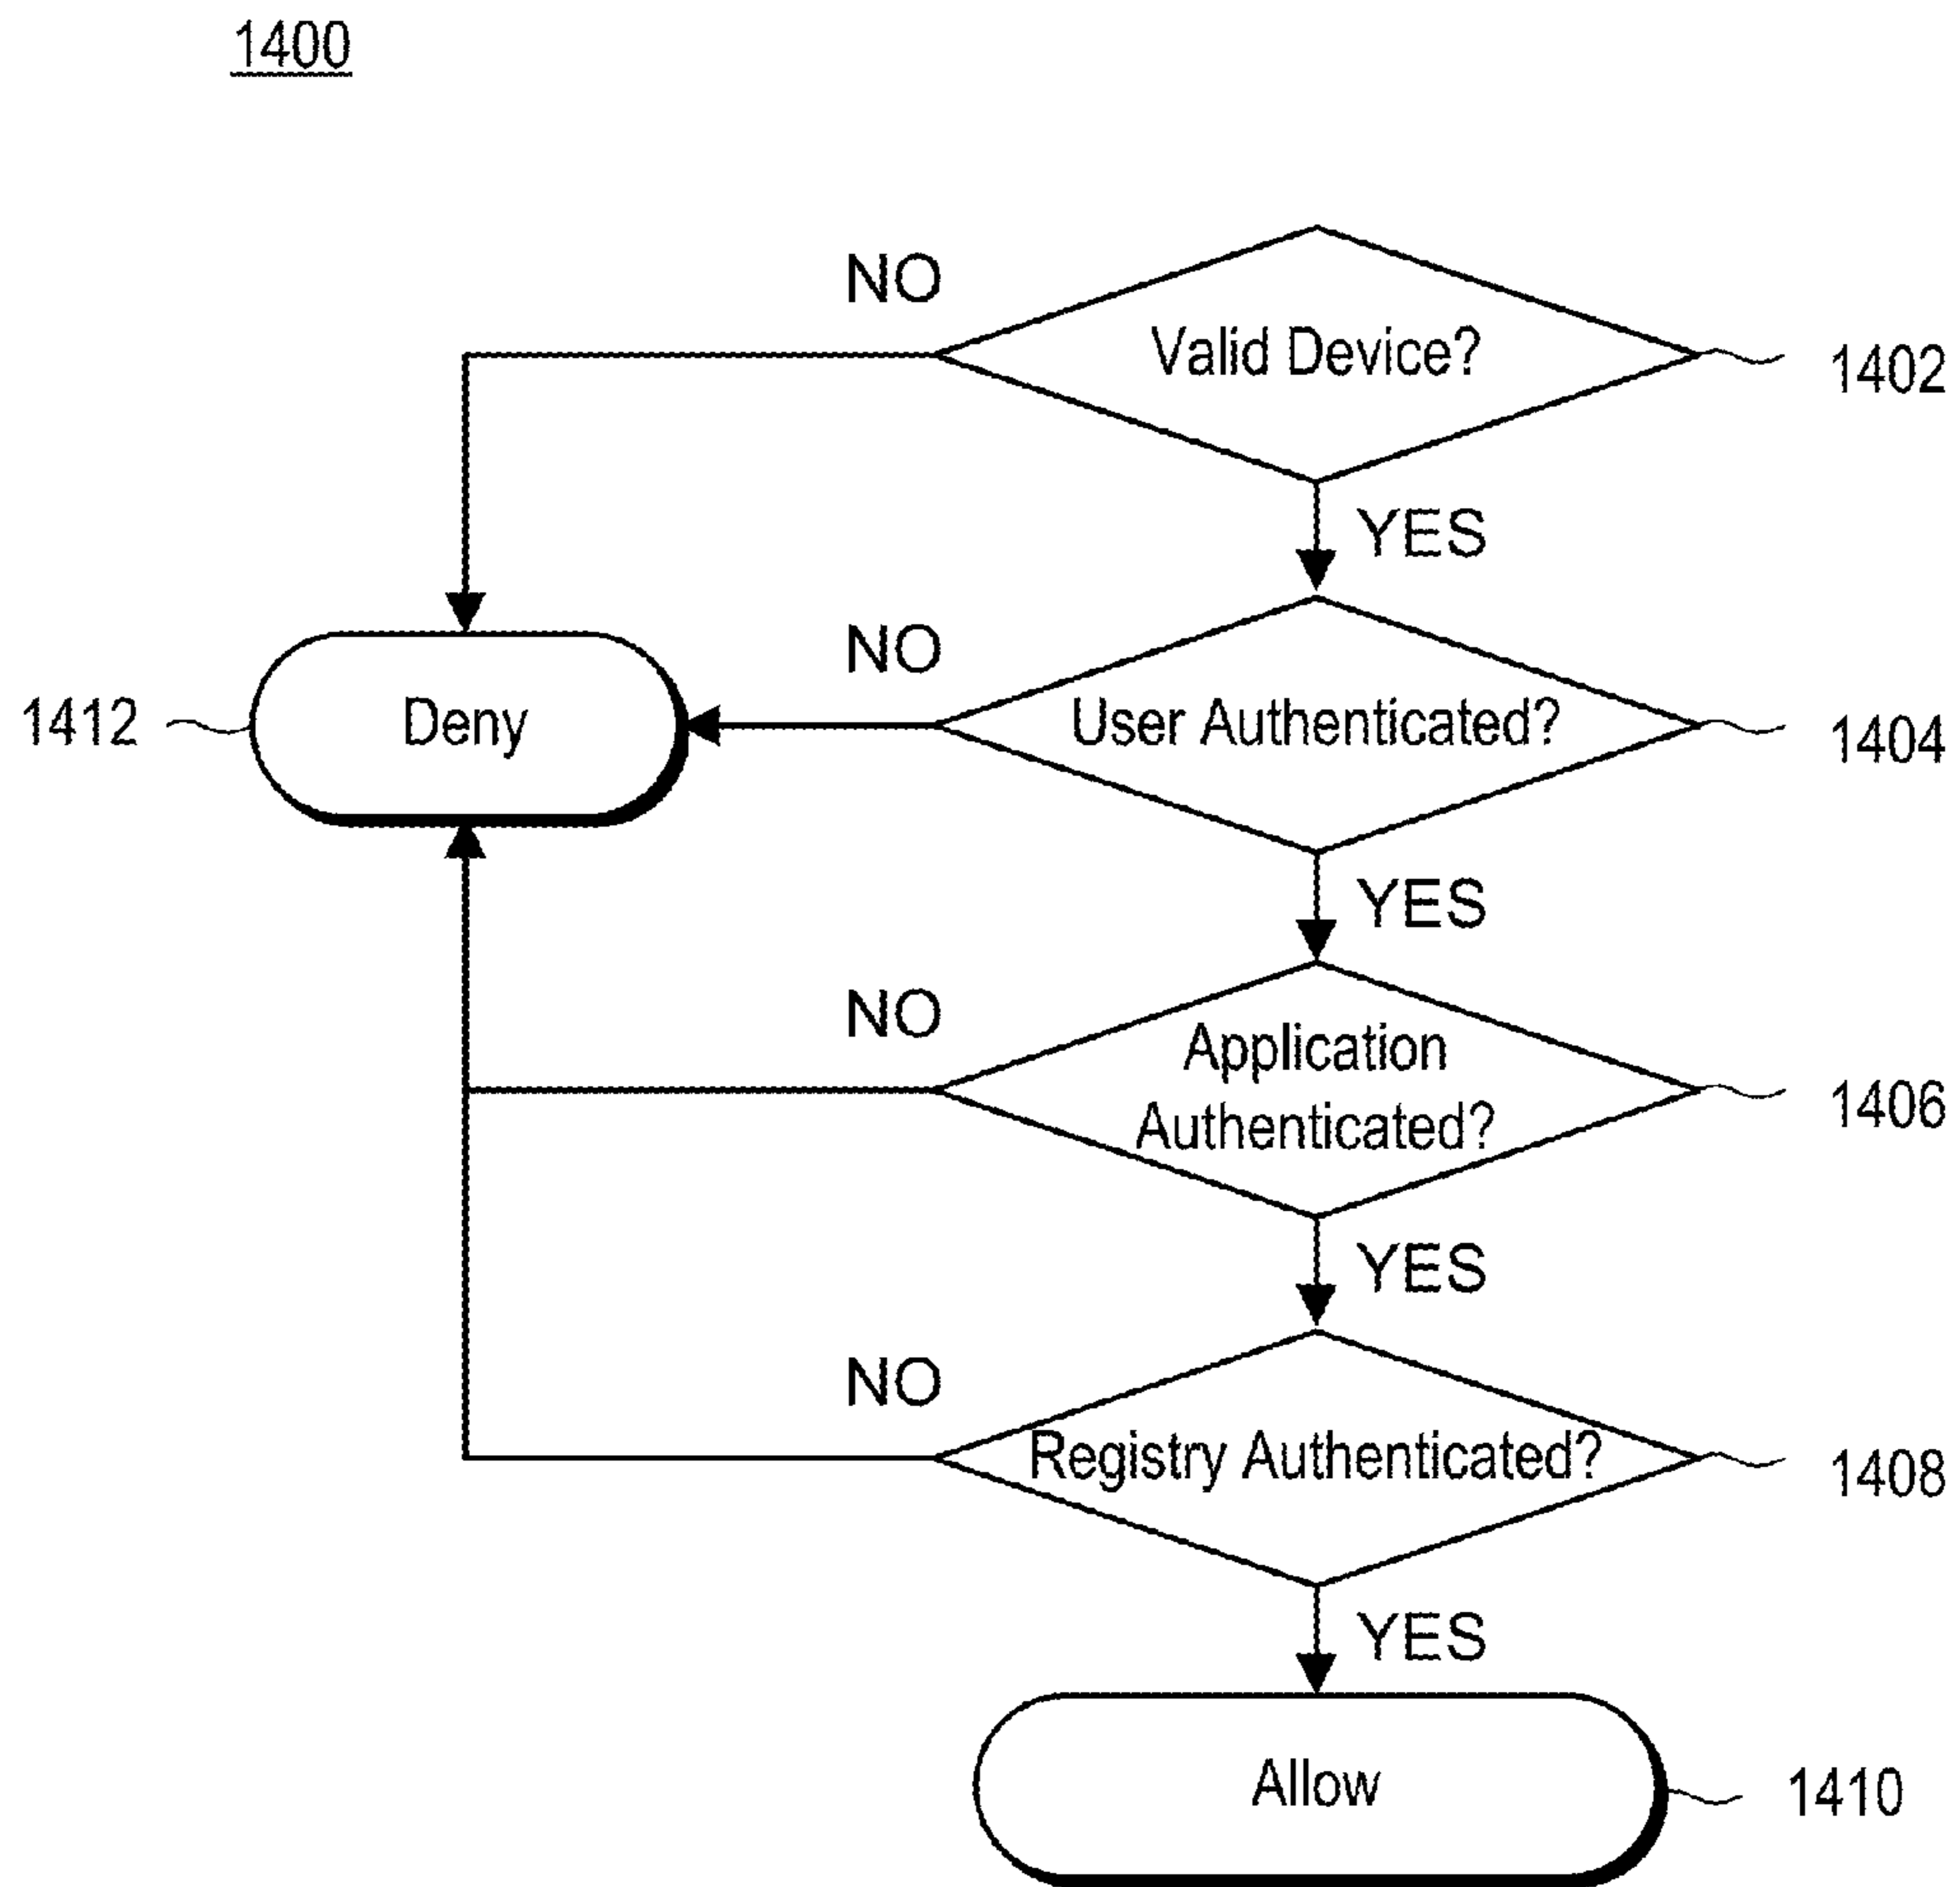 1400
NO
Valid Device?
1402
YES
NO
1412
Deny
User Authenticated?
1404
YES
NO
Application
Authenticated?
1406
YES
NO
Registry Authenticated?
1408
YES
Allow
1410